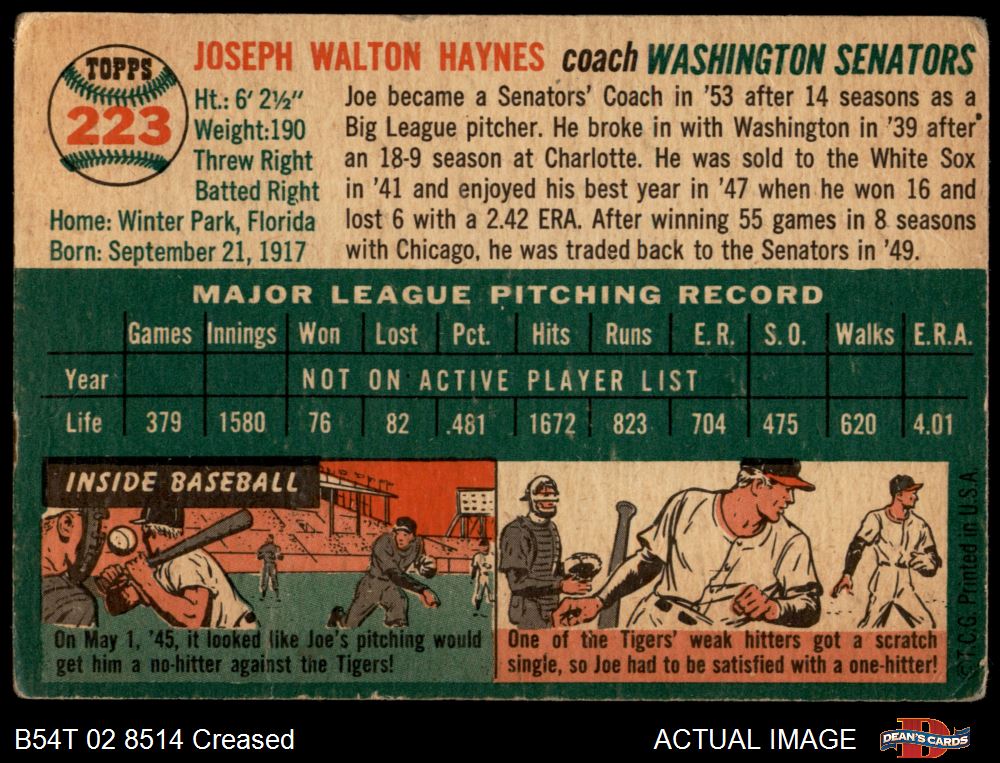 TOPPS
223
JOSEPH WALTON HAYNES coach WASHINGTON SENATORS
Ht.: 6' 2½"
Weight:190
Threw Right
Batted Right
Home: Winter Park, Florida
Born: September 21, 1917
Joe became a Senators' Coach in '53 after 14 seasons as a
Big League pitcher. He broke in with Washington in '39 after
an 18-9 season at Charlotte. He was sold to the White Sox
in '41 and enjoyed his best year in '47 when he won 16 and
lost 6 with a 2.42 ERA. After winning 55 games in 8 seasons
with Chicago, he was traded back to the Senators in '49.
MAJOR LEAGUE PITCHING RECORD
Games Innings Won Lost Pct. Hits Runs E.R. S.O. Walks E.R.A.
Year NOT ON ACTIVE PLAYER LIST
Life 379 1580 76 82 .481 1672 823 704 475 620 4.01
INSIDE BASEBALL
On May 1, '45, it looked like Joe's pitching would
get him a no-hitter against the Tigers!
One of the Tigers' weak hitters got a scratch
single, so Joe had to be satisfied with a one-hitter!
©T.C.G. Printed in U.S.A.
B54T 02 8514 Creased
ACTUAL IMAGE
DEAN'S CARDS